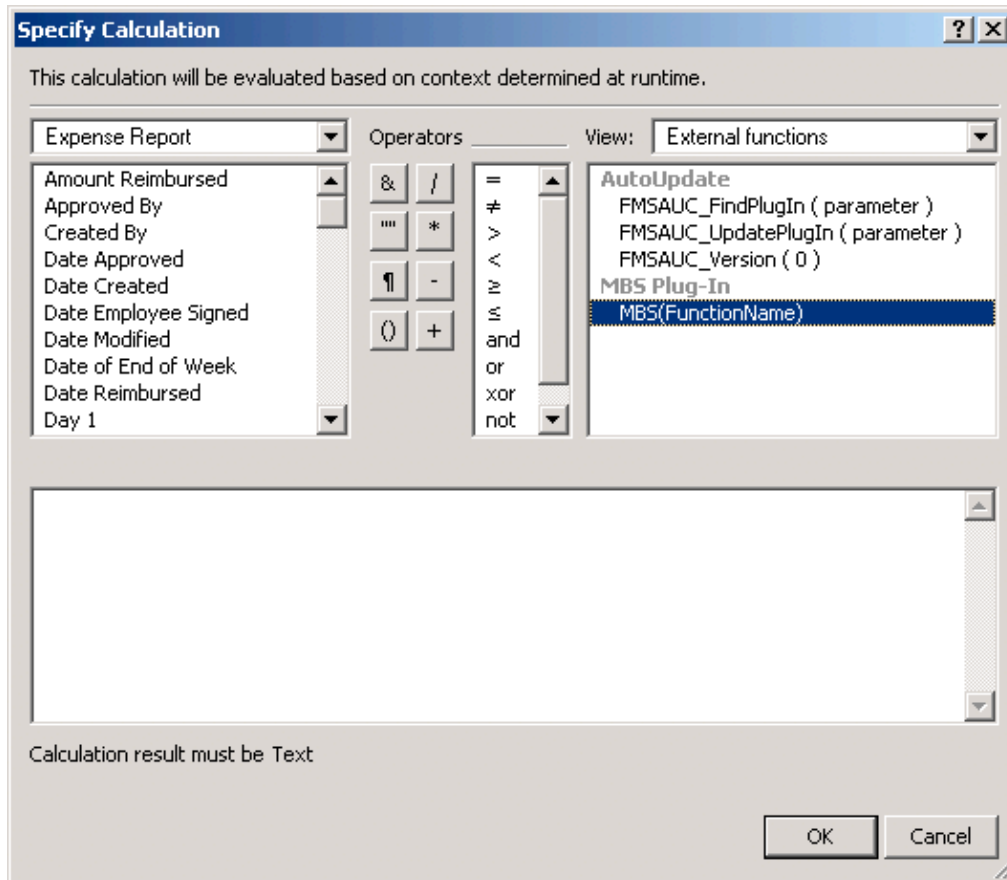 Specify Calculation
This calculation will be evaluated based on context determined at runtime.
Expense Report
Operators
View:
External functions
Amount Reimbursed
Approved By
Created By
Date Approved
Date Created
Date Employee Signed
Date Modified
Date of End of Week
Date Reimbursed
Day 1
& /
"" *
¶ -
() +
=
≠
>
<
≥
≤
and
or
xor
not
AutoUpdate
FMSAUC_FindPlugIn ( parameter )
FMSAUC_UpdatePlugIn ( parameter )
FMSAUC_Version ( 0 )
MBS Plug-In
MBS(FunctionName)
Calculation result must be Text
OK
Cancel